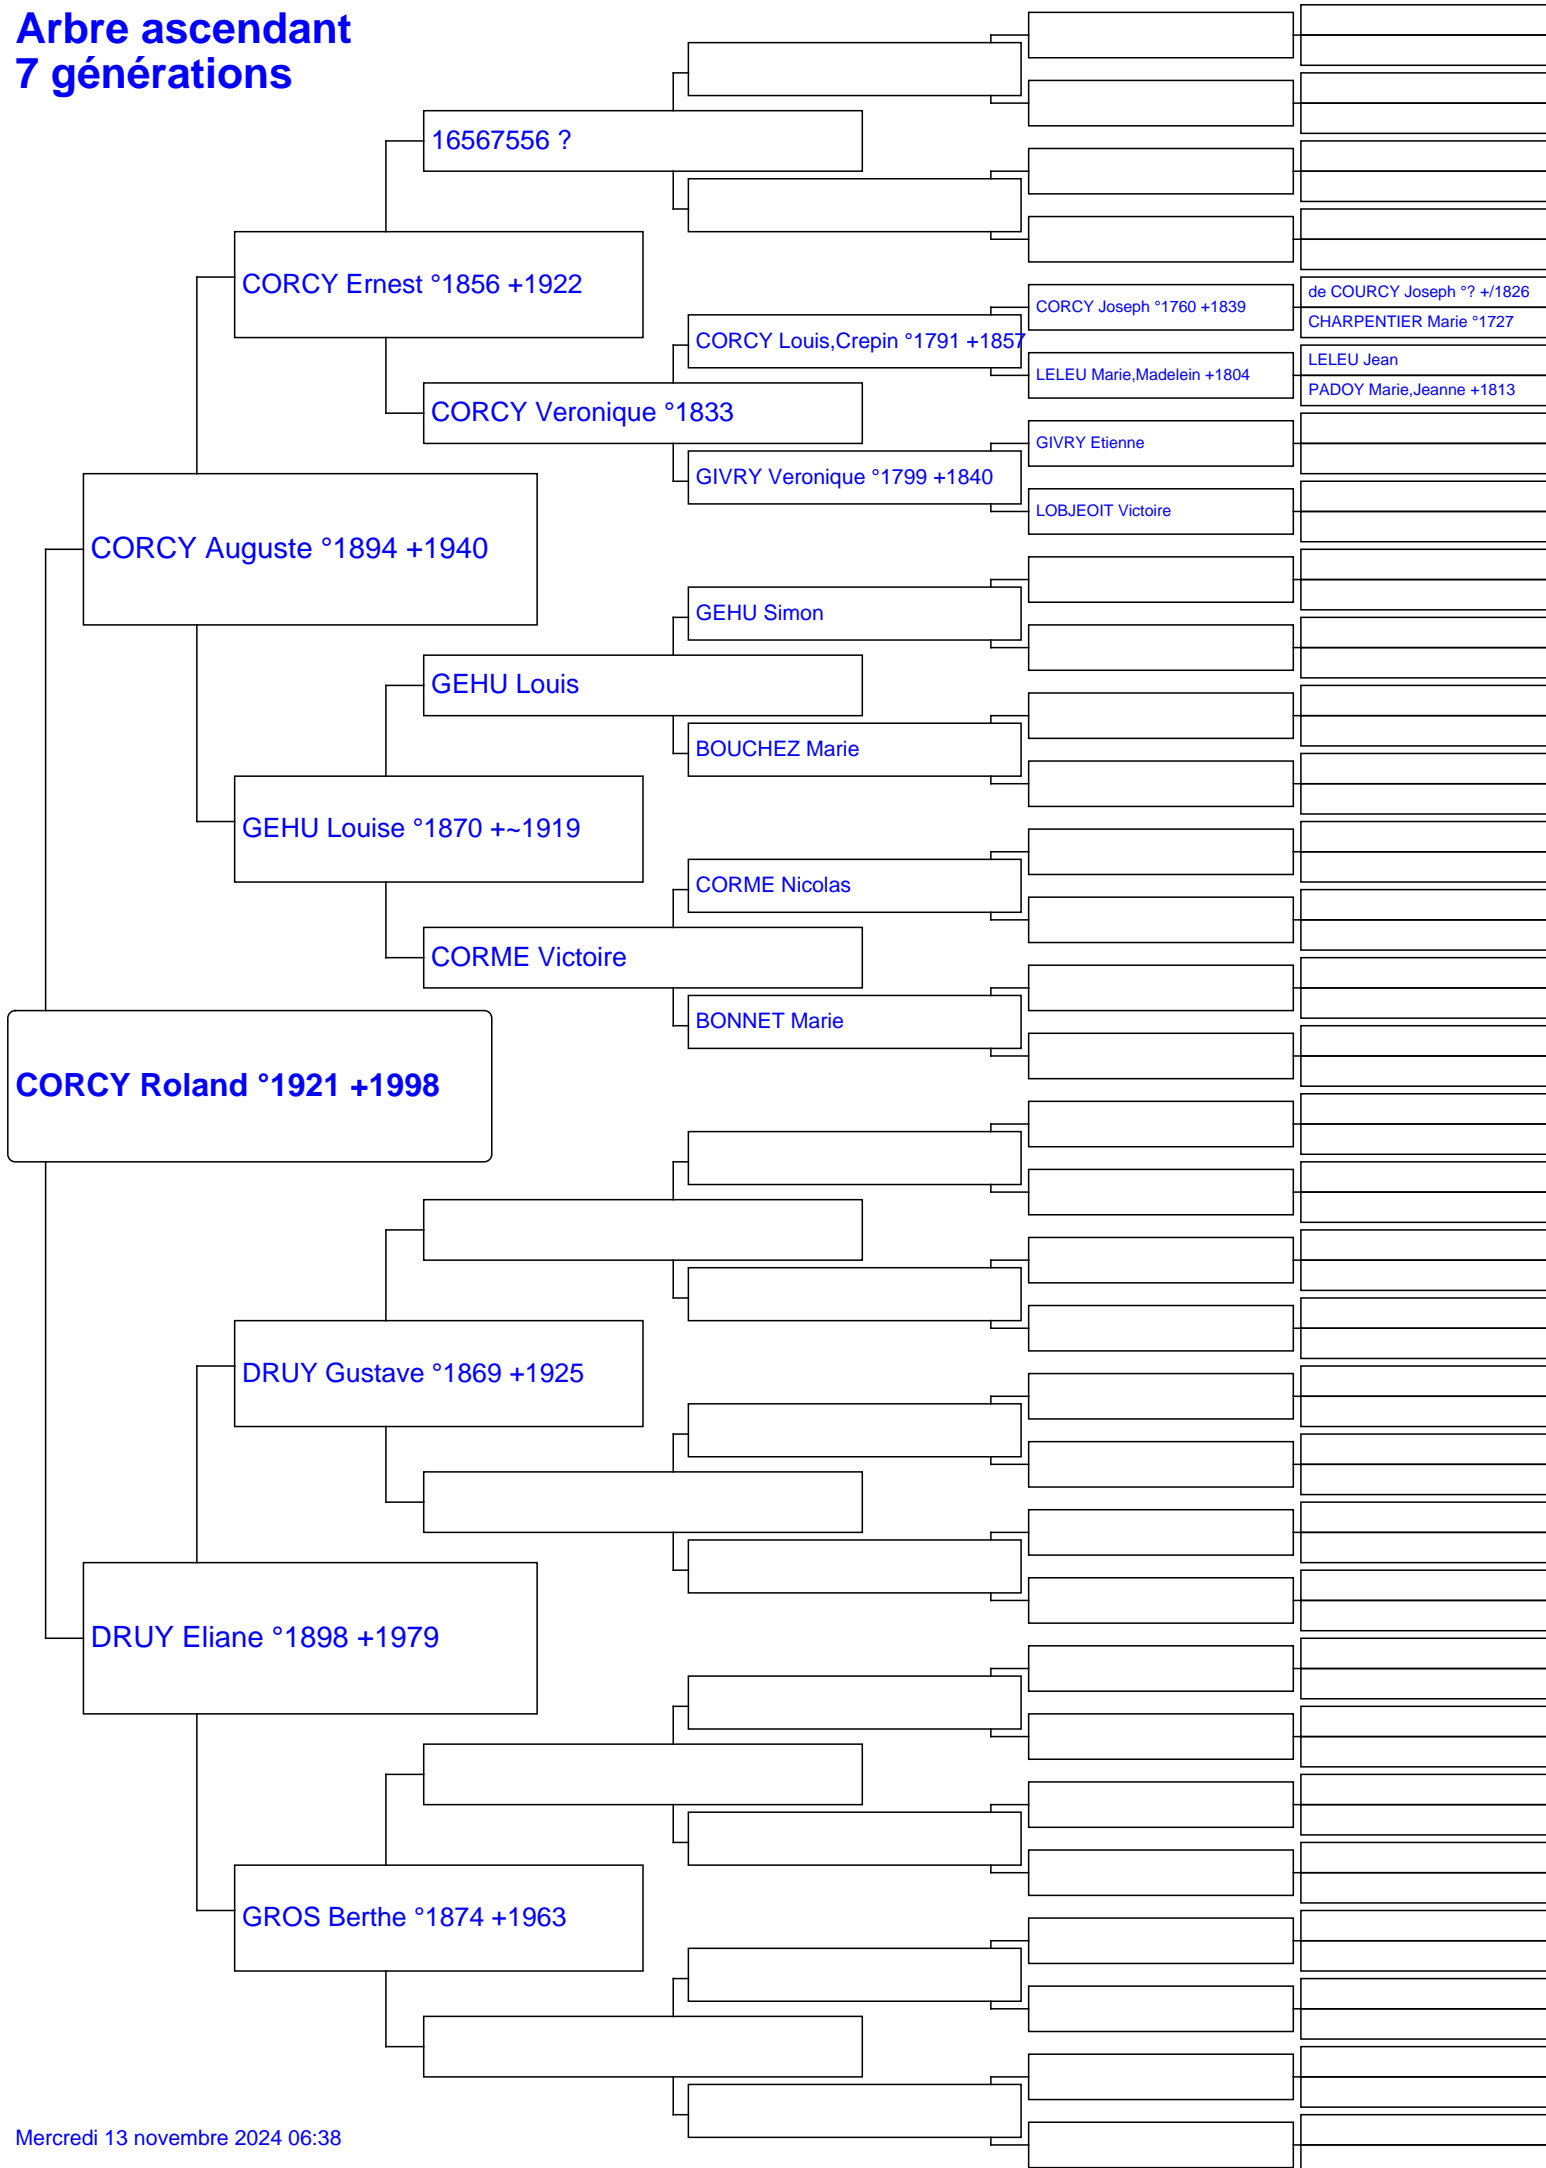 Arbre ascendant
7 générations
16567556 ?
CORCY Ernest °1856 +1922
de COURCY Joseph °? +/1826
CORCY Joseph °1760 +1839
CHARPENTIER Marie °1727
CORCY Louis,Crepin °1791 +1857
LELEU Jean
LELEU Marie,Madelein +1804
PADOY Marie,Jeanne +1813
CORCY Veronique °1833
GIVRY Etienne
GIVRY Veronique °1799 +1840
LOBJEOIT Victoire
CORCY Auguste °1894 +1940
GEHU Simon
GEHU Louis
BOUCHEZ Marie
GEHU Louise °1870 +~1919
CORME Nicolas
CORME Victoire
BONNET Marie
CORCY Roland °1921 +1998
DRUY Gustave °1869 +1925
DRUY Eliane °1898 +1979
GROS Berthe °1874 +1963
Mercredi 13 novembre 2024 06:38